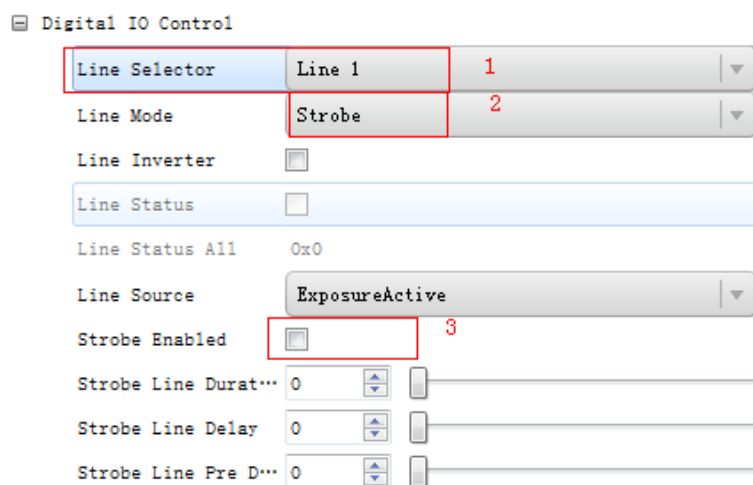 Digital IO Control
Line Selector Line 1 1
Line Mode Strobe 2
Line Inverter
Line Status
Line Status All 0x0
Line Source ExposureActive
Strobe Enabled 3
Strobe Line Durat··· 0
Strobe Line Delay 0
Strobe Line Pre D··· 0